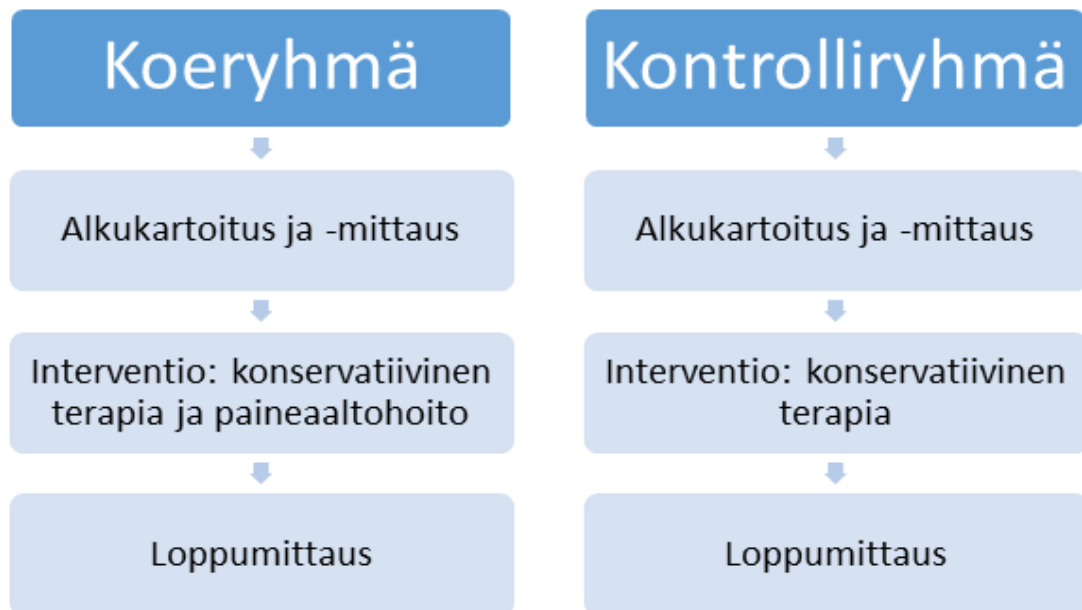 Koeryhmä
Alkukartoitus ja -mittaus
Interventio: konservatiivinen
terapia ja paineaaltohoito
Loppumittaus
Kontrolliryhmä
Alkukartoitus ja -mittaus
Interventio: konservatiivinen
terapia
Loppumittaus